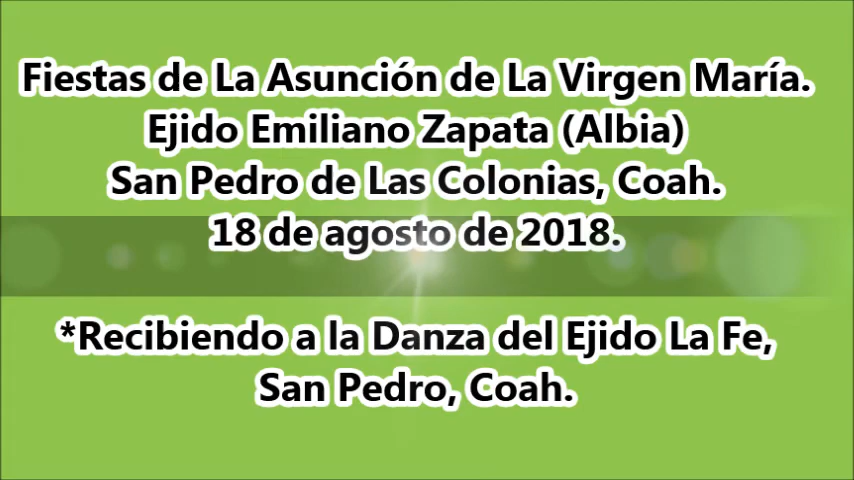 Fiestas de La Asunción de La Virgen María.
Ejido Emiliano Zapata (Albia)
San Pedro de Las Colonias, Coah.
18 de agosto de 2018.
*Recibiendo a la Danza del Ejido La Fe,
San Pedro, Coah.